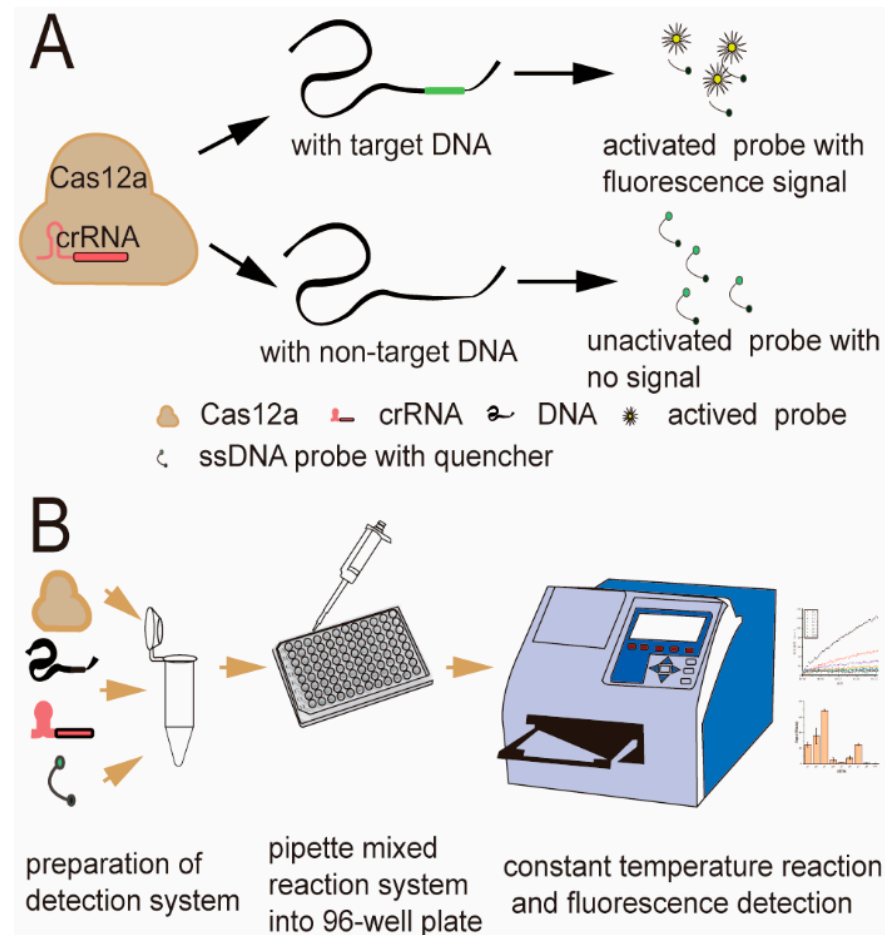 A
Cas12a
crRNA
with target DNA
activated probe with
fluorescence signal
with non-target DNA
unactivated probe with
no signal
Cas12a crRNA DNA actived probe
ssDNA probe with quencher
B
preparation of
detection system
pipette mixed
reaction system
into 96-well plate
constant temperature reaction
and fluorescence detection